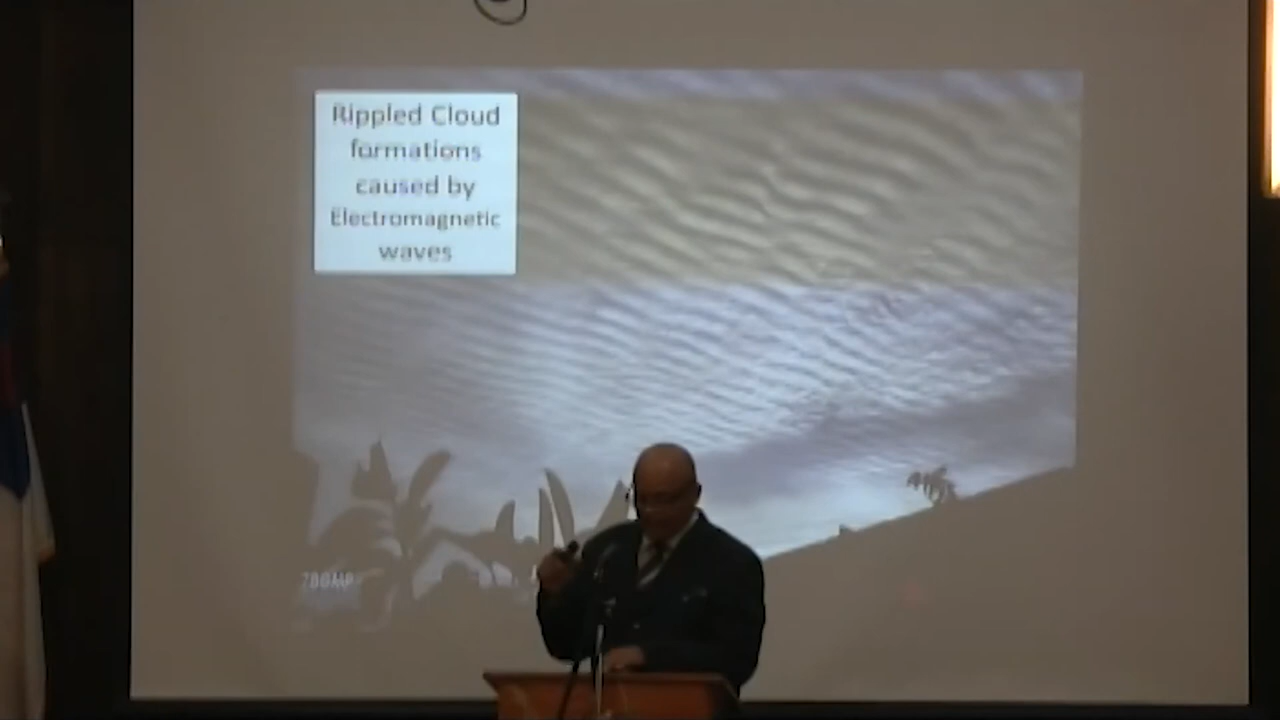 Rippled Cloud
formations
caused by
Electromagnetic
waves